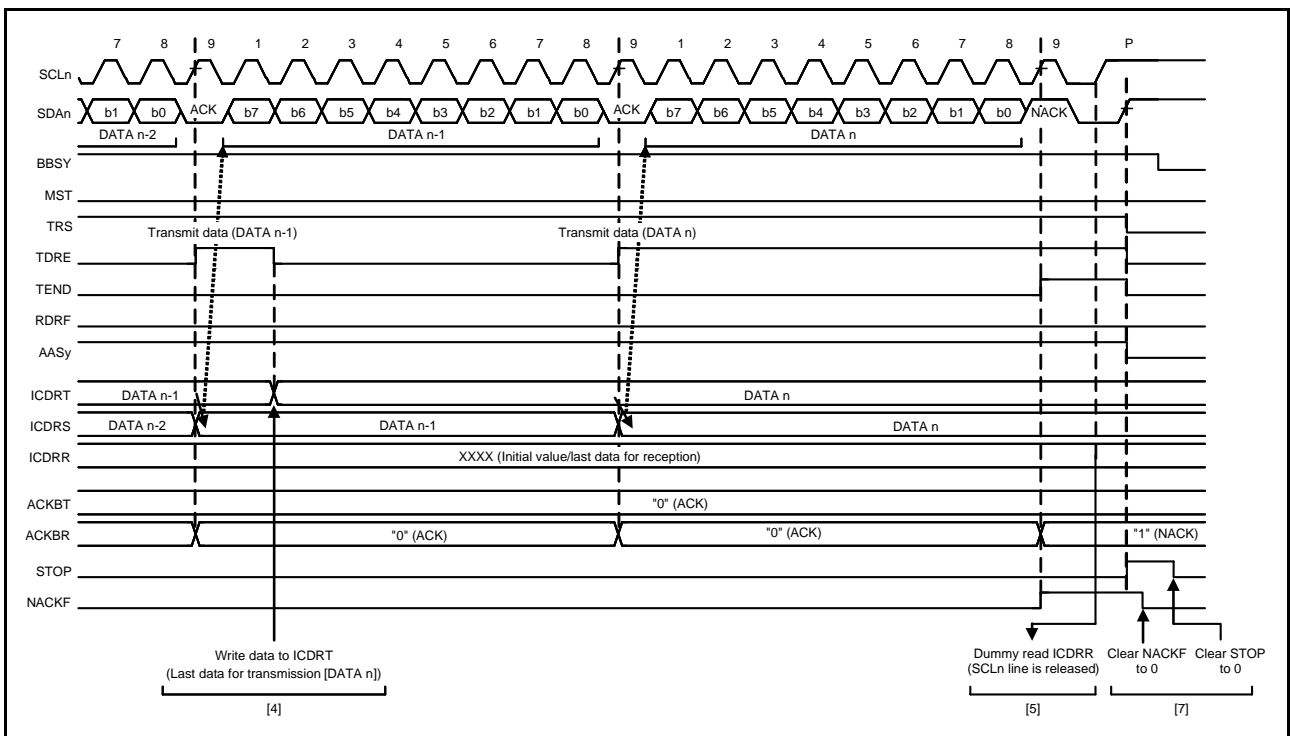 7 8 9 1 2 3 4 5 6 7 8 9 1 2 3 4 5 6 7 8 9 P
SCLn
SDAn b1 b0 ACK b7 b6 b5 b4 b3 b2 b1 b0 ACK b7 b6 b5 b4 b3 b2 b1 b0 NACK
DATA n-2 DATA n-1 DATA n
BBSY
MST
TRS
Transmit data (DATA n-1) Transmit data (DATA n)
TDRE
TEND
RDRF
AASy
ICDRT DATA n-1 DATA n
ICDRS DATA n-2 DATA n-1 DATA n
ICDRR XXXX (Initial value/last data for reception)
ACKBT "0" (ACK)
ACKBR "0" (ACK) "0" (ACK) "1" (NACK)
STOP
NACKF
Write data to ICDRT Dummy read ICDRR Clear NACKF Clear STOP
(Last data for transmission [DATA n]) (SCLn line is released) to 0 to 0
[4] [5] [7]